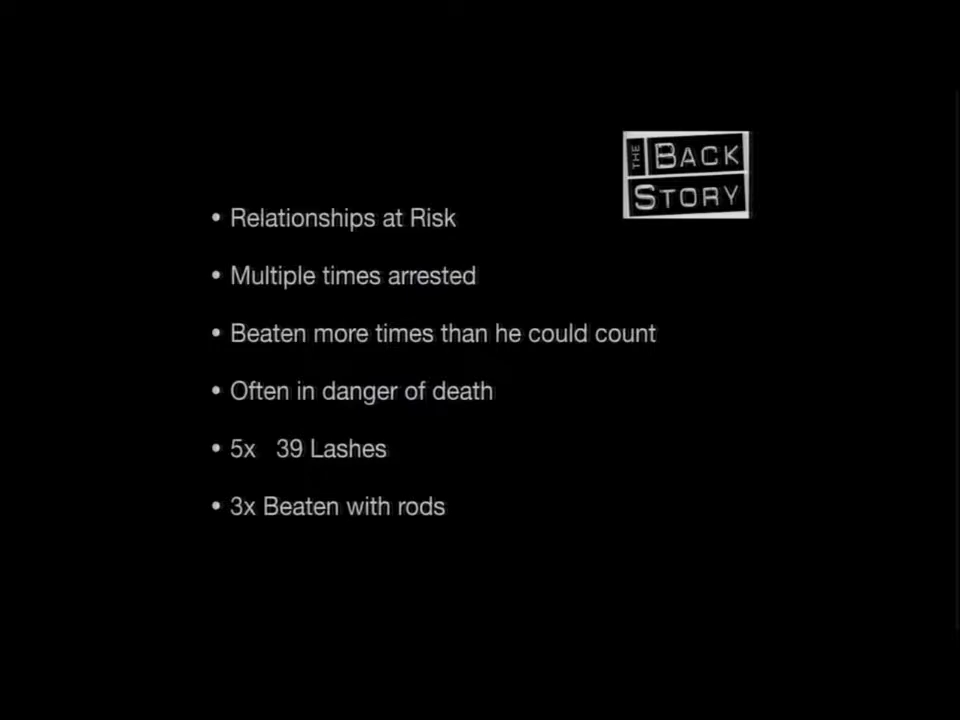 THE BACK
STORY
• Relationships at Risk
• Multiple times arrested
• Beaten more times than he could count
• Often in danger of death
• 5x 39 Lashes
• 3x Beaten with rods